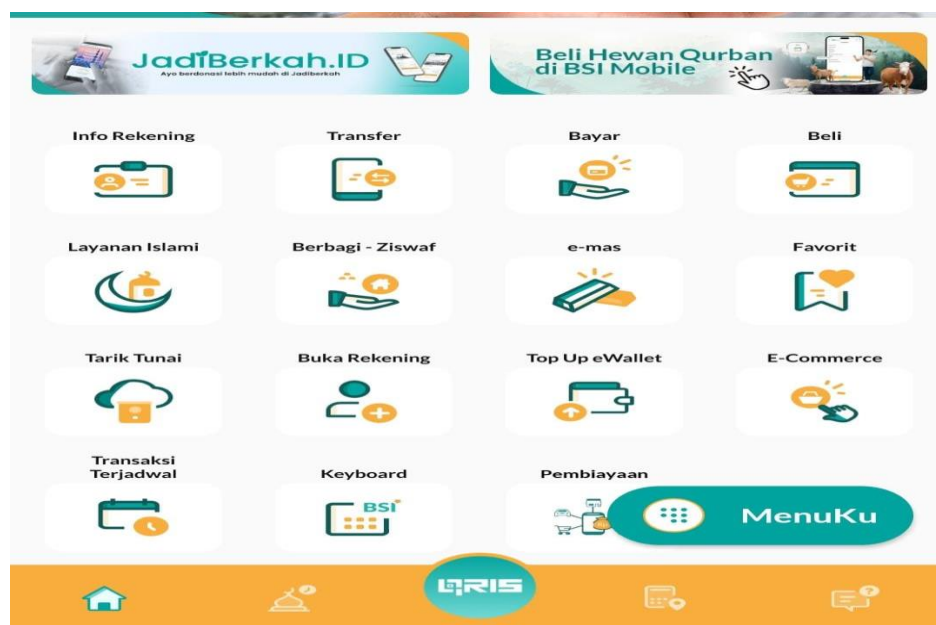 JadiBerkah.ID
Ayo berdonasi lebih mudah di Jadiberkah
Beli Hewan Qurban
di BSI Mobile
Info Rekening
Transfer
Bayar
Beli
Layanan Islami
Berbagi - Ziswaf
e-mas
Favorit
Tarik Tunai
Buka Rekening
Top Up eWallet
E-Commerce
Transaksi
Terjadwal
Keyboard
Pembiayaan
BSI
MenuKu
QRIS